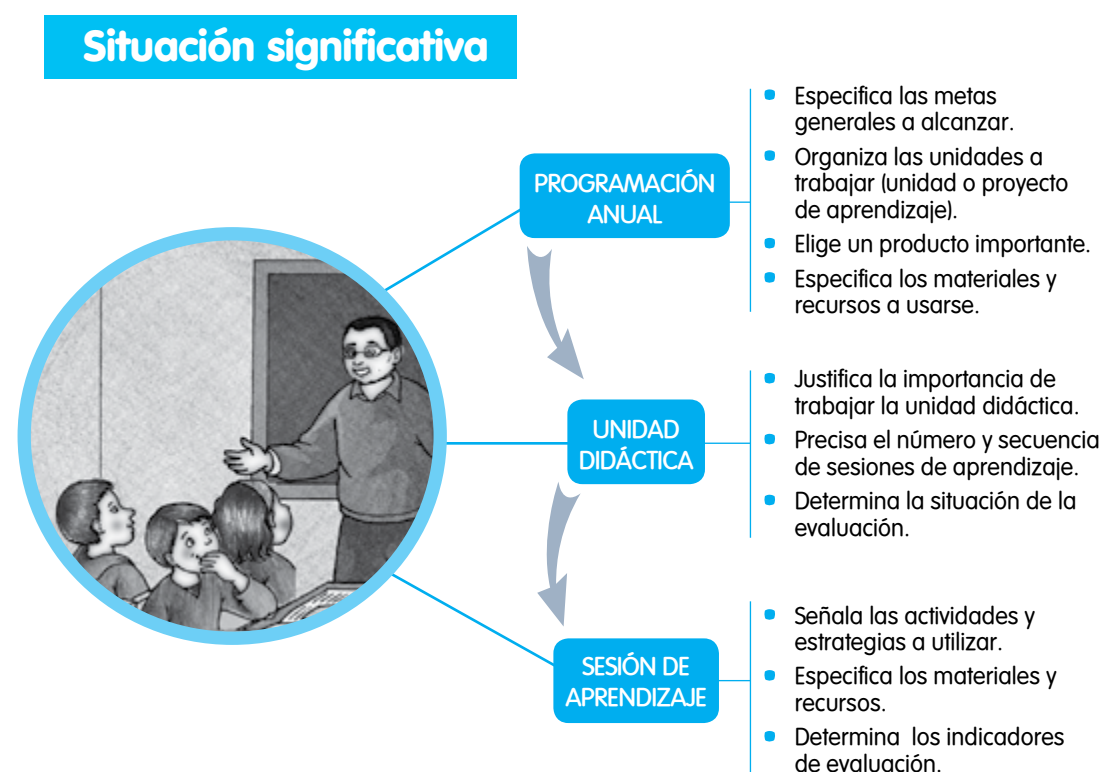 Situación significativa
PROGRAMACIÓN
ANUAL
• Especifica las metas
generales a alcanzar.
• Organiza las unidades a
trabajar (unidad o proyecto
de aprendizaje).
• Elige un producto importante.
• Especifica los materiales y
recursos a usarse.
UNIDAD
DIDÁCTICA
• Justifica la importancia de
trabajar la unidad didáctica.
• Precisa el número y secuencia
de sesiones de aprendizaje.
• Determina la situación de la
evaluación.
SESIÓN DE
APRENDIZAJE
• Señala las actividades y
estrategias a utilizar.
• Especifica los materiales y
recursos.
• Determina los indicadores
de evaluación.